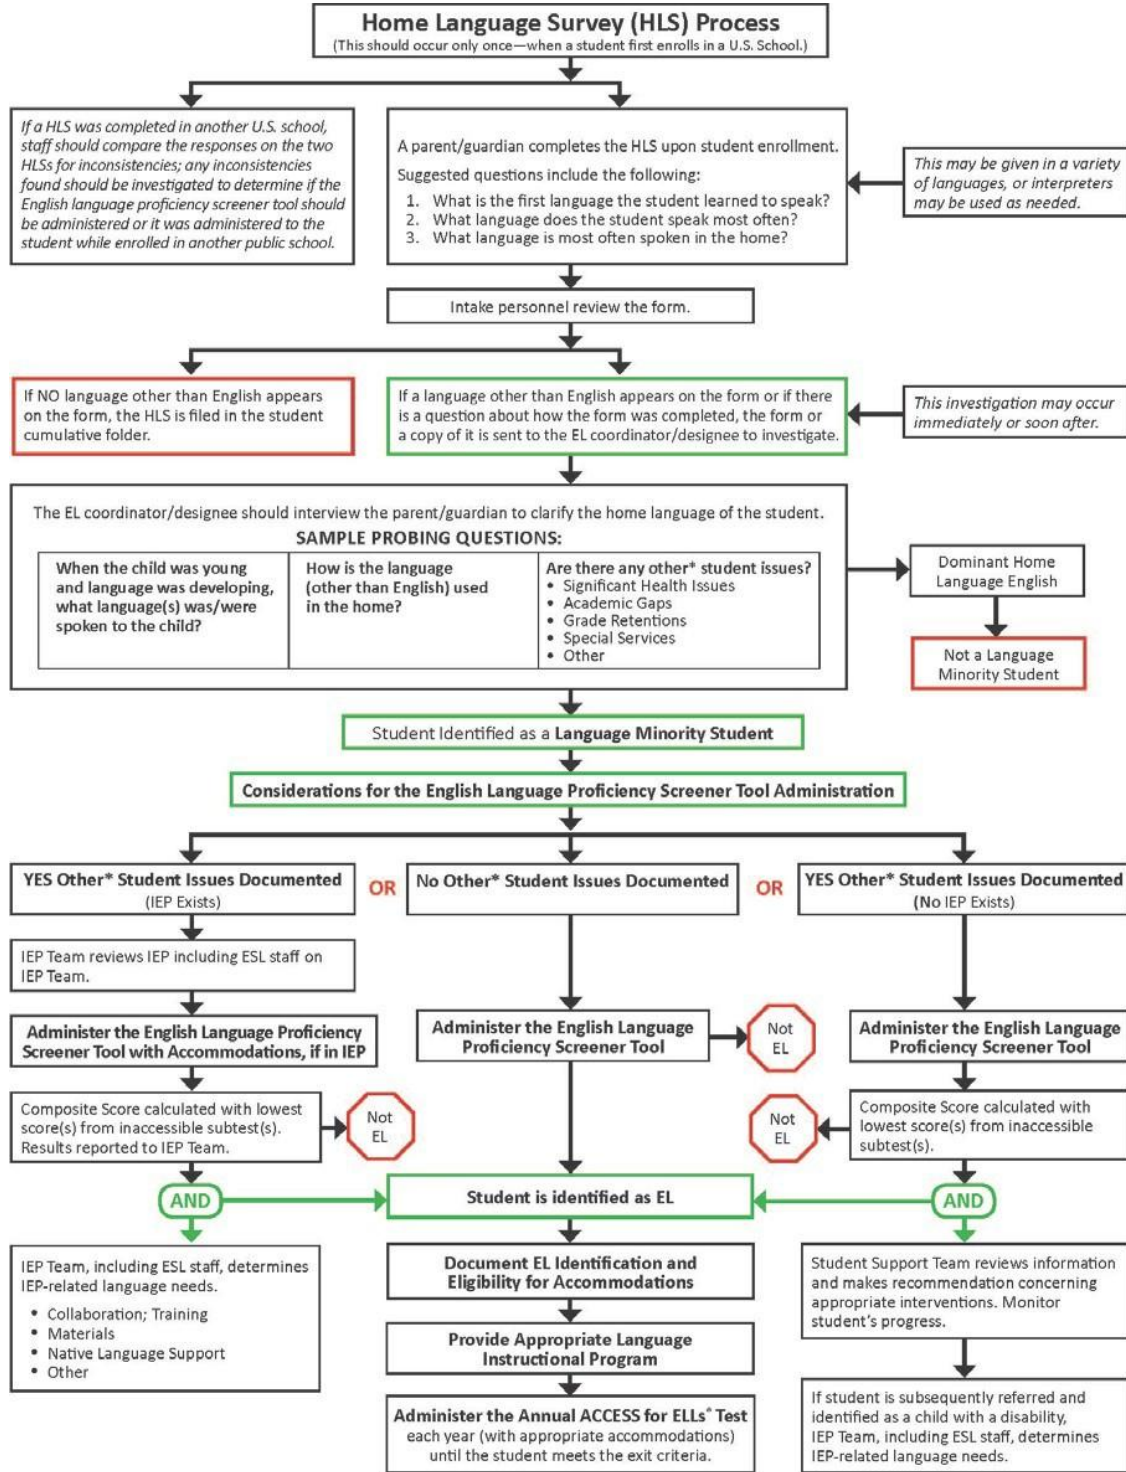 Home Language Survey (HLS) Process
(This should occur only once—when a student first enrolls in a U.S. School.)
If a HLS was completed in another U.S. school,
staff should compare the responses on the two
HLSs for inconsistencies; any inconsistencies
found should be investigated to determine if the
English language proficiency screener tool should
be administered or it was administered to the
student while enrolled in another public school.
A parent/guardian completes the HLS upon student enrollment.
Suggested questions include the following:
1. What is the first language the student learned to speak?
2. What language does the student speak most often?
3. What language is most often spoken in the home?
This may be given in a variety
of languages, or interpreters
may be used as needed.
Intake personnel review the form.
If NO language other than English appears
on the form, the HLS is filed in the student
cumulative folder.
If a language other than English appears on the form or if there
is a question about how the form was completed, the form or
a copy of it is sent to the EL coordinator/designee to investigate.
This investigation may occur
immediately or soon after.
The EL coordinator/designee should interview the parent/guardian to clarify the home language of the student.
SAMPLE PROBING QUESTIONS:
When the child was young
and language was developing,
what language(s) was/were
spoken to the child?
How is the language
(other than English) used
in the home?
Are there any other* student issues?
• Significant Health Issues
• Academic Gaps
• Grade Retentions
• Special Services
• Other
Dominant Home
Language English
Not a Language
Minority Student
Student Identified as a Language Minority Student
Considerations for the English Language Proficiency Screener Tool Administration
YES Other* Student Issues Documented
(IEP Exists)
OR
No Other* Student Issues Documented
OR
YES Other* Student Issues Documented
(No IEP Exists)
IEP Team reviews IEP including ESL staff on
IEP Team.
Administer the English Language Proficiency
Screener Tool with Accommodations, if in IEP
Administer the English Language
Proficiency Screener Tool
Not
EL
Administer the English Language
Proficiency Screener Tool
Composite Score calculated with lowest
score(s) from inaccessible subtest(s).
Results reported to IEP Team.
Not
EL
Not
EL
Composite Score calculated with
lowest score(s) from inaccessible
subtest(s).
AND
Student is identified as EL
AND
IEP Team, including ESL staff, determines
IEP-related language needs.
• Collaboration; Training
• Materials
• Native Language Support
• Other
Document EL Identification and
Eligibility for Accommodations
Provide Appropriate Language
Instructional Program
Administer the Annual ACCESS for ELLs® Test
each year (with appropriate accommodations)
until the student meets the exit criteria.
Student Support Team reviews information
and makes recommendation concerning
appropriate interventions. Monitor
student's progress.
If student is subsequently referred and
identified as a child with a disability,
IEP Team, including ESL staff, determines
IEP-related language needs.